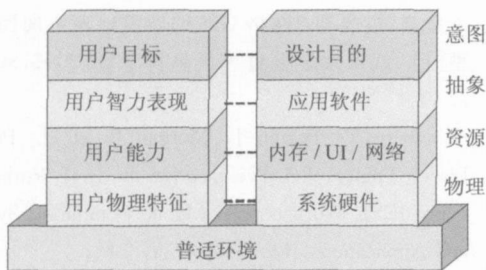 用户目标 设计目的 意图
用户智力表现 应用软件 抽象
用户能力 内存/UI/网络 资源
用户物理特征 系统硬件 物理
普适环境